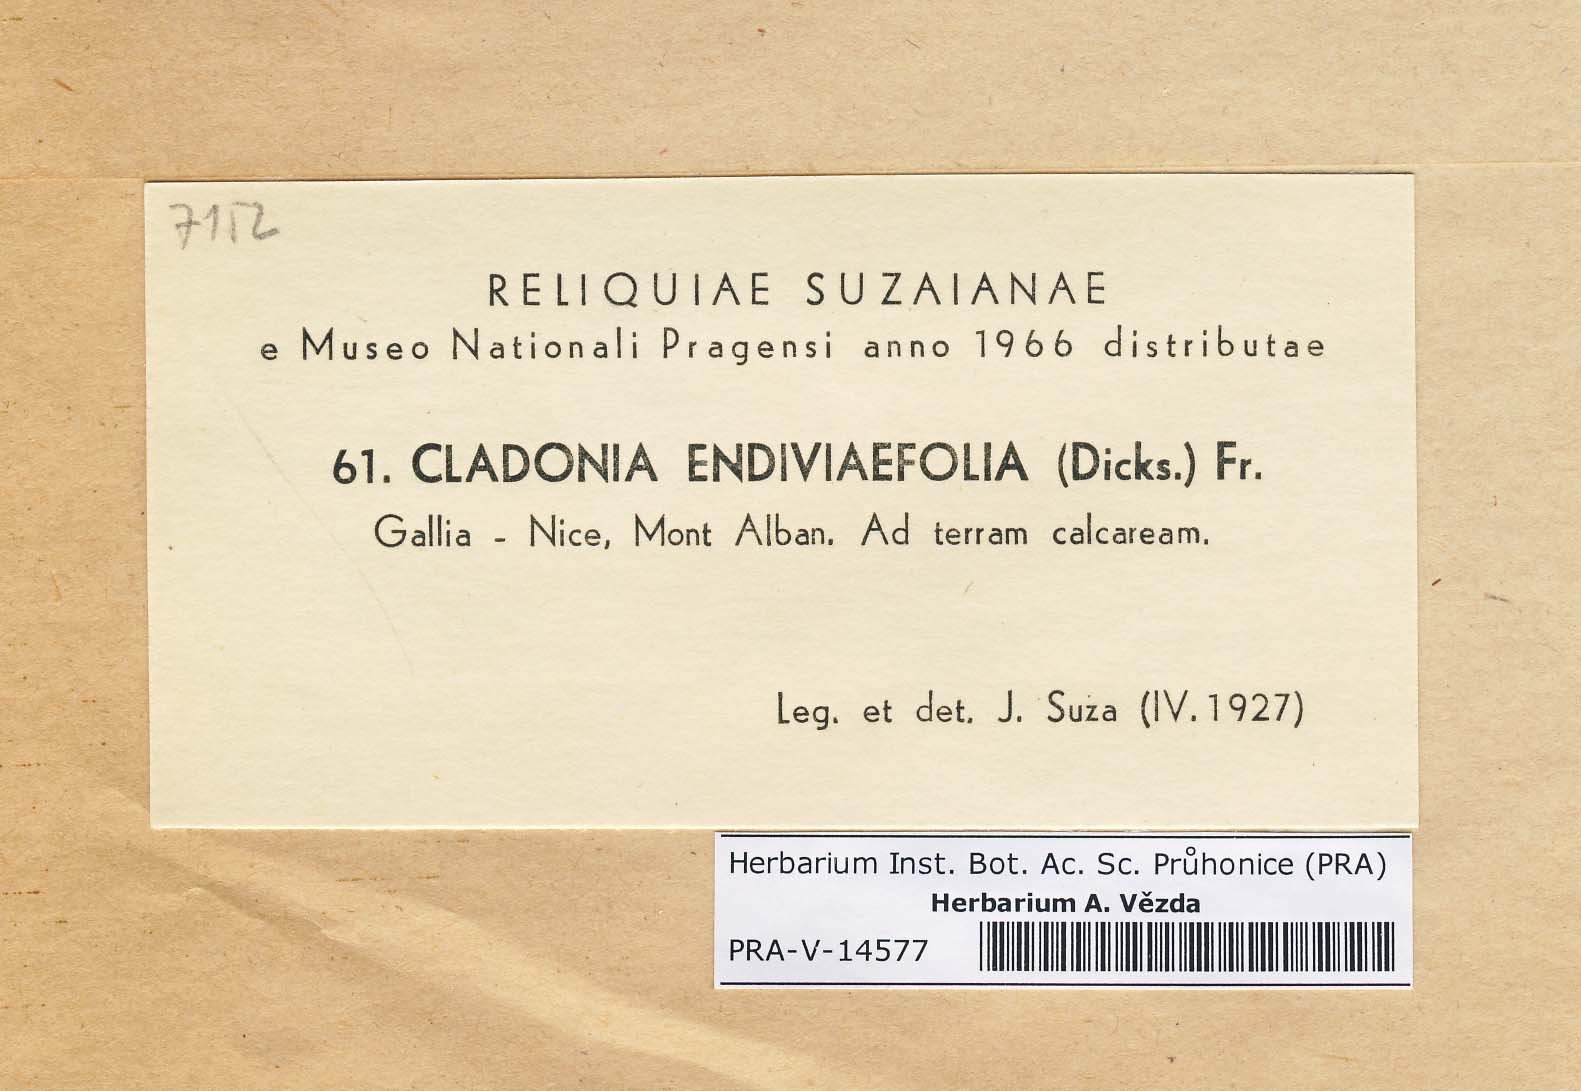 7152
RELIQUIAE SUZAIANAE
e Museo Nationali Pragensi anno 1966 distributae
61. CLADONIA ENDIVIAEFOLIA (Dicks.) Fr.
Gallia - Nice, Mont Alban. Ad terram calcaream.
Leg. et det. J. Suza (IV. 1927)
Herbarium Inst. Bot. Ac. Sc. Průhonice (PRA)
Herbarium A. Vězda
PRA-V-14577